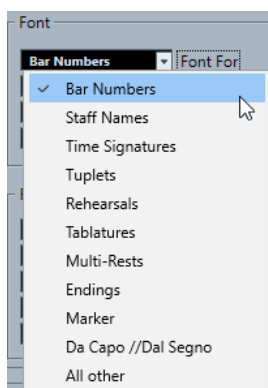 Font
Bar Numbers Font For
Bar Numbers
Staff Names
Time Signatures
Tuplets
Rehearsals
Tablatures
Multi-Rests
Endings
Marker
Da Capo //Dal Segno
All other